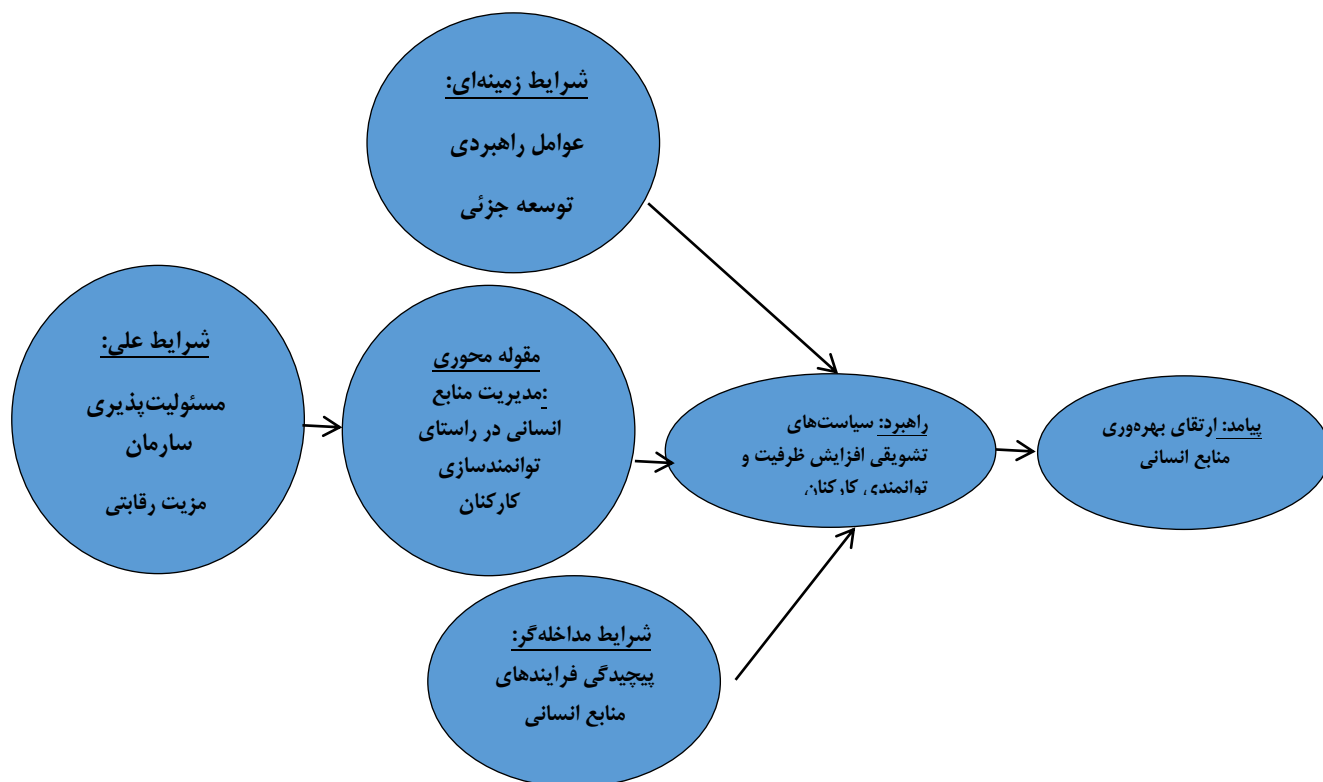 شرایط زمینه‌ای:
عوامل راهبردی
توسعه جزئی
شرایط علی:
مسئولیت‌پذیری
سازمان
مزیت رقابتی
مقوله محوری
:مدیریت منابع
انسانی در راستای
توانمندسازی
کارکنان
راهبرد: سیاست‌های
تشویقی افزایش ظرفیت و
توانمندی کارکنان
پیامد: ارتقای بهره‌وری
منابع انسانی
شرایط مداخله‌گر:
پیچیدگی فرایندهای
منابع انسانی